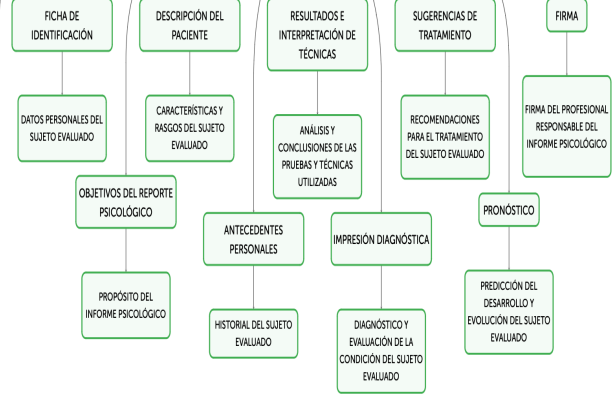 FICHA DE
IDENTIFICACIÓN
DATOS PERSONALES DEL
SUJETO EVALUADO
OBJETIVOS DEL REPORTE
PSICOLÓGICO
PROPÓSITO DEL
INFORME PSICOLÓGICO
DESCRIPCIÓN DEL
PACIENTE
CARACTERÍSTICAS Y
RASGOS DEL SUJETO
EVALUADO
ANTECEDENTES
PERSONALES
HISTORIAL DEL SUJETO
EVALUADO
RESULTADOS E
INTERPRETACIÓN DE
TÉCNICAS
ANÁLISIS Y
CONCLUSIONES DE LAS
PRUEBAS Y TÉCNICAS
UTILIZADAS
IMPRESIÓN DIAGNÓSTICA
DIAGNÓSTICO Y
EVALUACIÓN DE LA
CONDICIÓN DEL SUJETO
EVALUADO
SUGERENCIAS DE
TRATAMIENTO
RECOMENDACIONES
PARA EL TRATAMIENTO
DEL SUJETO EVALUADO
PRONÓSTICO
PREDICCIÓN DEL
DESARROLLO Y
EVOLUCIÓN DEL SUJETO
EVALUADO
FIRMA
FIRMA DEL PROFESIONAL
RESPONSABLE DEL
INFORME PSICOLÓGICO